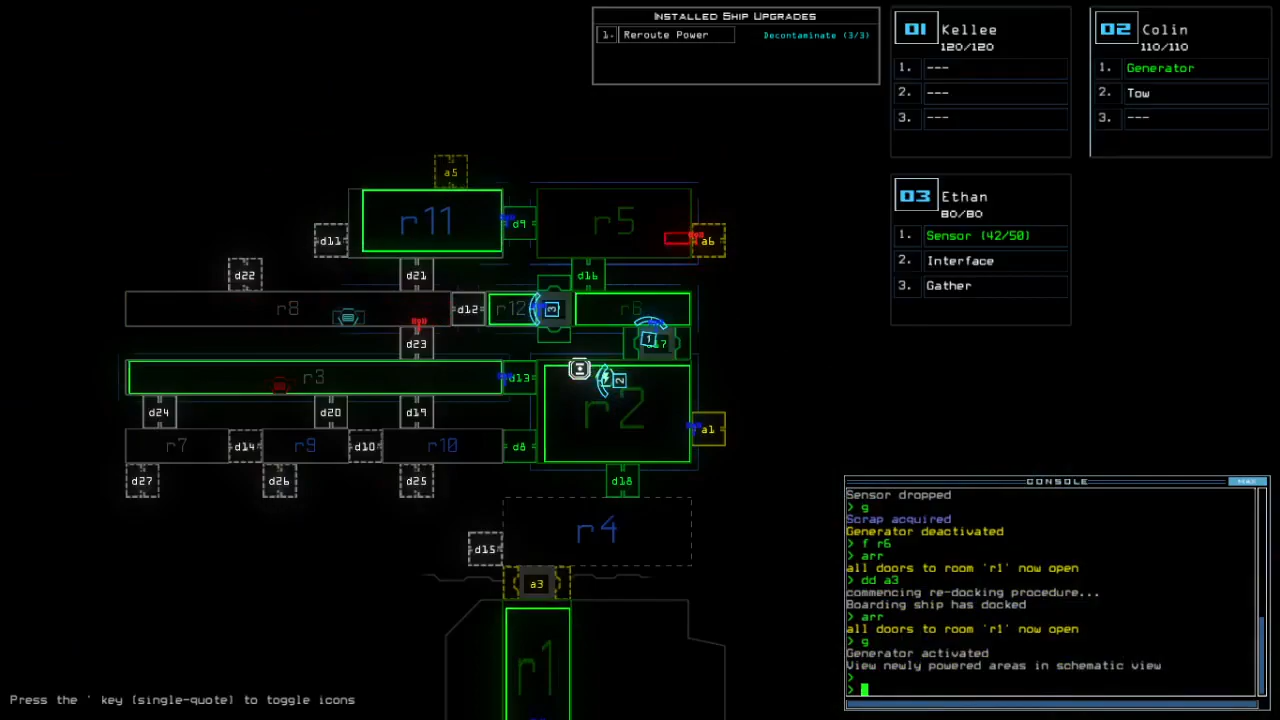 INSTALLED SHIP UPGRADES
1. Reroute Power Decontaminate (3/3)
01 Kellee
120/120
1. ---
2. ---
3. ---
02 Colin
110/110
1. Generator
2. Tow
3. ---
03 Ethan
80/80
1. Sensor (42/50)
2. Interface
3. Gather
a5
r11
d9
r5
d11
a6
d22
d21
d16
r8
d12
r12
3
r6
d23
1
r3
d13
2
r2
d24
d20
d19
a1
r7
d14
r9
d10
r10
d8
d27
d26
d25
d18
r4
d15
a3
r1
CONSOLE
Sensor dropped
> g
Scrap acquired
Generator deactivated
> f r6
> arr
all doors to room 'r1' now open
> dd a3
commencing re-docking procedure...
Boarding ship has docked
> arr
all doors to room 'r1' now open
> g
Generator activated
View newly powered areas in schematic view
>
>
Press the ' key (single-quote) to toggle icons